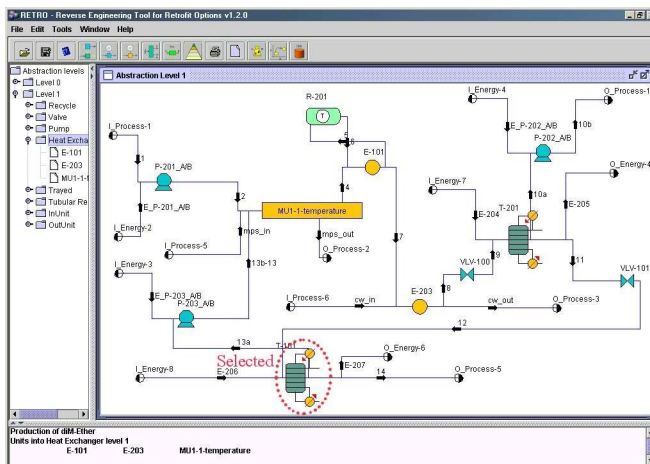 RETRO - Reverse Engineering Tool for Retrofit Options v1.2.0
File Edit Tools Window Help
Abstraction levels
Level 0
Level 1
Recycle
Valve
Pump
Heat Excha
E-101
E-203
MU1-1-t
Trayed
Tubular Re
InUnit
OutUnit
Abstraction Level 1
I_Energy-4
O_Process-1
R-201
T
E_P-202_A/B
10b
P-202_A/B
I_Process-1
5
6
E-101
O_Energy-4
1
P-201_A/B
I_Energy-7
10a
T-201
4
E-204
E-205
2
MU1-1-temperature
E_P-201_A/B
mps_in
mps_out
7
I_Energy-2
I_Process-5
O_Process-2
9
11
VLV-100
VLV-101
I_Energy-3
13b-13
8
E-203
E_P-203_A/B
P-203_A/B
I_Process-6
cw_in
cw_out
O_Process-3
12
13a
T-101
Selected
O_Energy-6
I_Energy-8
E-206
E-207
14
O_Process-5
Production of diM-Ether
Units into Heat Exchanger level 1
E-101 E-203 MU1-1-temperature